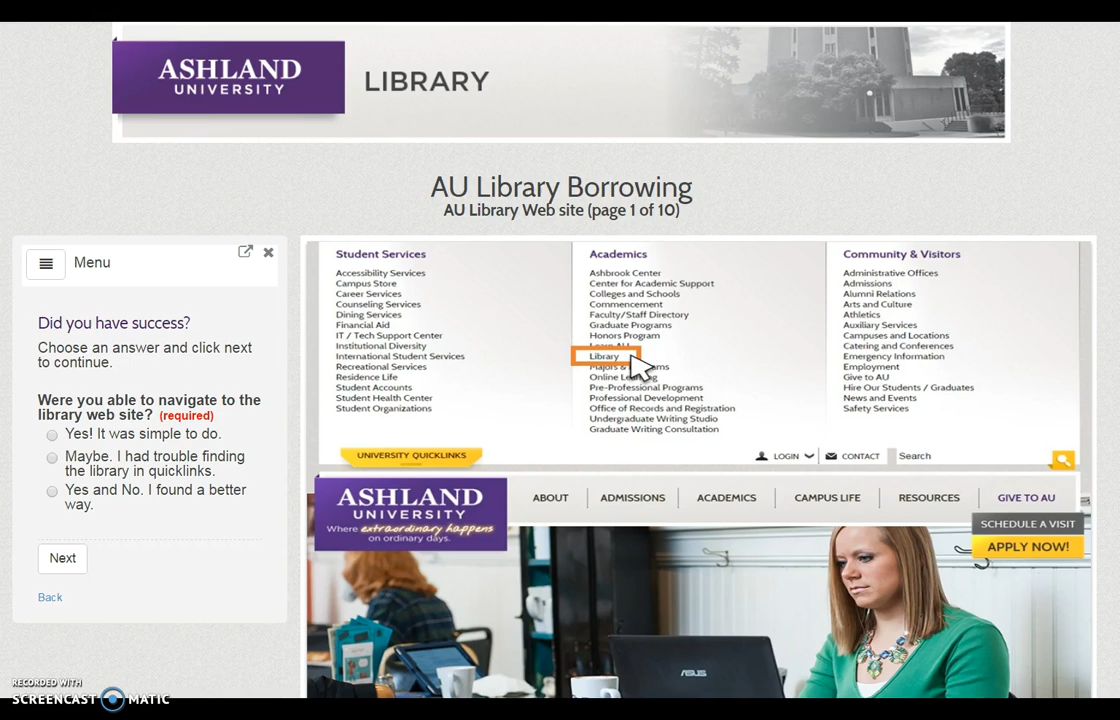 ASHLAND
UNIVERSITY
LIBRARY
AU Library Borrowing
AU Library Web site (page 1 of 10)
Menu
Did you have success?
Choose an answer and click next
to continue.
Were you able to navigate to the
library web site? (required)
Yes! It was simple to do.
Maybe. I had trouble finding
the library in quicklinks.
Yes and No. I found a better
way.
Next
Back
Student Services
Accessibility Services
Campus Store
Career Services
Counseling Services
Dining Services
Financial Aid
IT / Tech Support Center
Institutional Diversity
International Student Services
Recreational Services
Residence Life
Student Accounts
Student Health Center
Student Organizations
Academics
Ashbrook Center
Center for Academic Support
Colleges and Schools
Commencement
Faculty/Staff Directory
Graduate Programs
Honors Program
Library
Majors &
Online
Pre-Professional Programs
Professional Development
Office of Records and Registration
Undergraduate Writing Studio
Graduate Writing Consultation
Community & Visitors
Administrative Offices
Admissions
Alumni Relations
Arts and Culture
Athletics
Auxiliary Services
Campuses and Locations
Catering and Conferences
Emergency Information
Employment
Give to AU
Hire Our Students / Graduates
News and Events
Safety Services
UNIVERSITY QUICKLINKS
LOGIN CONTACT Search
ASHLAND
UNIVERSITY
Where extraordinary happens
on ordinary days.
ABOUT ADMISSIONS ACADEMICS CAMPUS LIFE RESOURCES GIVE TO AU
SCHEDULE A VISIT
APPLY NOW!
ASUS
RECORDED WITH
SCREENCAST MATIC